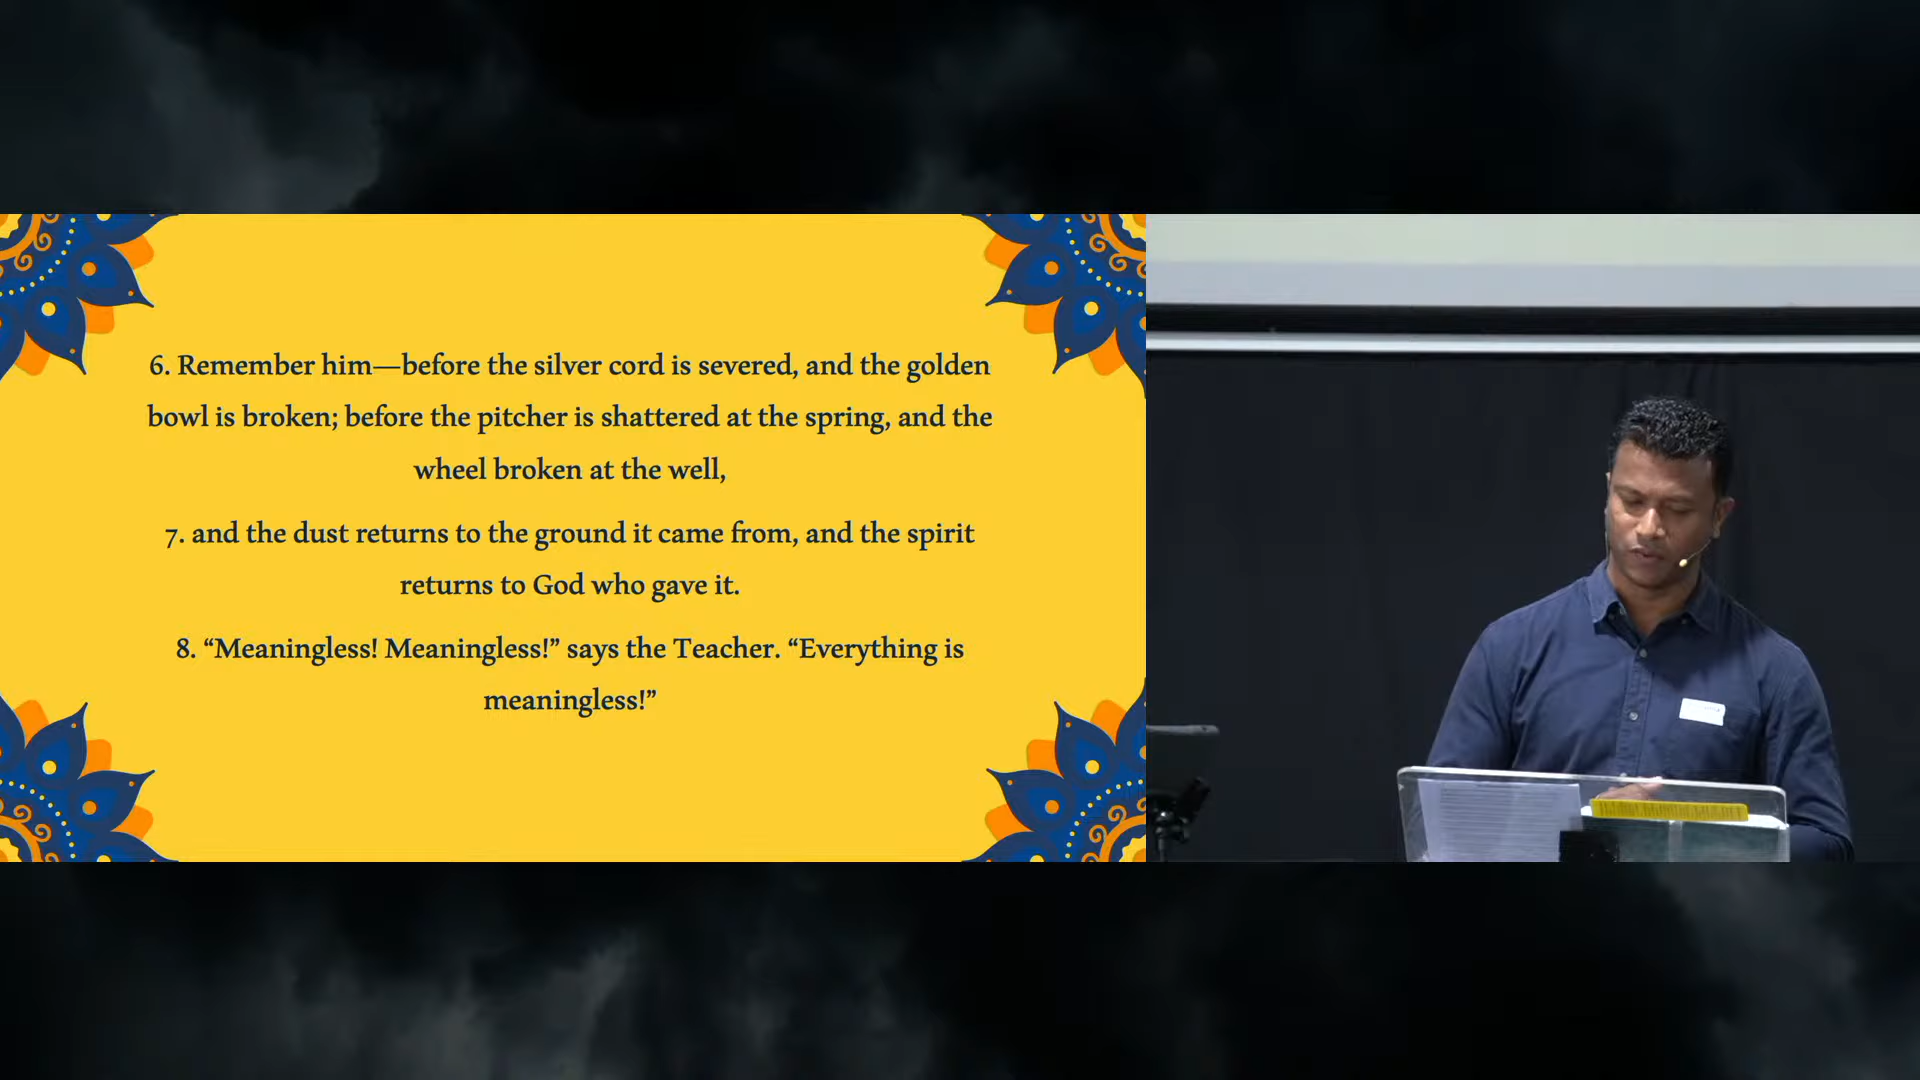 6. Remember him—before the silver cord is severed, and the golden
bowl is broken; before the pitcher is shattered at the spring, and the
wheel broken at the well,
7. and the dust returns to the ground it came from, and the spirit
returns to God who gave it.
8. “Meaningless! Meaningless!” says the Teacher. “Everything is
meaningless!”